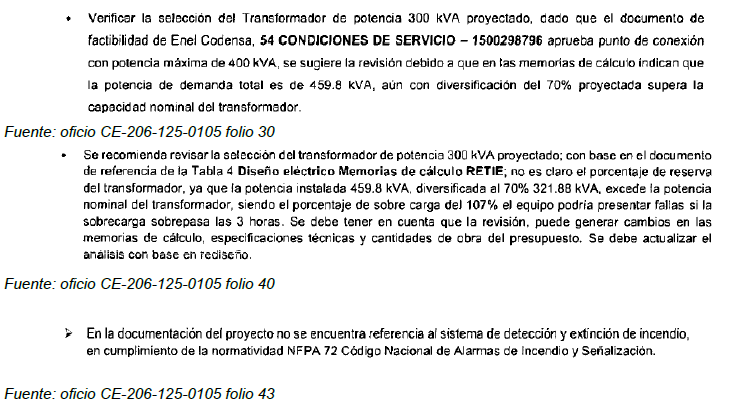 • Verificar la selección del Transformador de potencia 300 kVA proyectado, dado que el documento de
factibilidad de Enel Codensa, 54 CONDICIONES DE SERVICIO – 1500298796 aprueba punto de conexión
con potencia máxima de 400 kVA, se sugiere la revisión debido a que en las memorias de cálculo indican que
la potencia de demanda total es de 459.8 kVA, aún con diversificación del 70% proyectada supera la
capacidad nominal del transformador.
Fuente: oficio CE-206-125-0105 folio 30
• Se recomienda revisar la selección del transformador de potencia 300 kVA proyectado; con base en el documento
de referencia de la Tabla 4 Diseño eléctrico Memorias de cálculo RETIE; no es claro el porcentaje de reserva
del transformador, ya que la potencia instalada 459.8 kVA, diversificada al 70% 321.88 kVA, excede la potencia
nominal del transformador, siendo el porcentaje de sobre carga del 107% el equipo podría presentar fallas si la
sobrecarga sobrepasa las 3 horas. Se debe tener en cuenta que la revisión, puede generar cambios en las
memorias de cálculo, especificaciones técnicas y cantidades de obra del presupuesto. Se debe actualizar el
análisis con base en rediseño.
Fuente: oficio CE-206-125-0105 folio 40
➢ En la documentación del proyecto no se encuentra referencia al sistema de detección y extinción de incendio,
en cumplimiento de la normatividad NFPA 72 Código Nacional de Alarmas de Incendio y Señalización.
Fuente: oficio CE-206-125-0105 folio 43